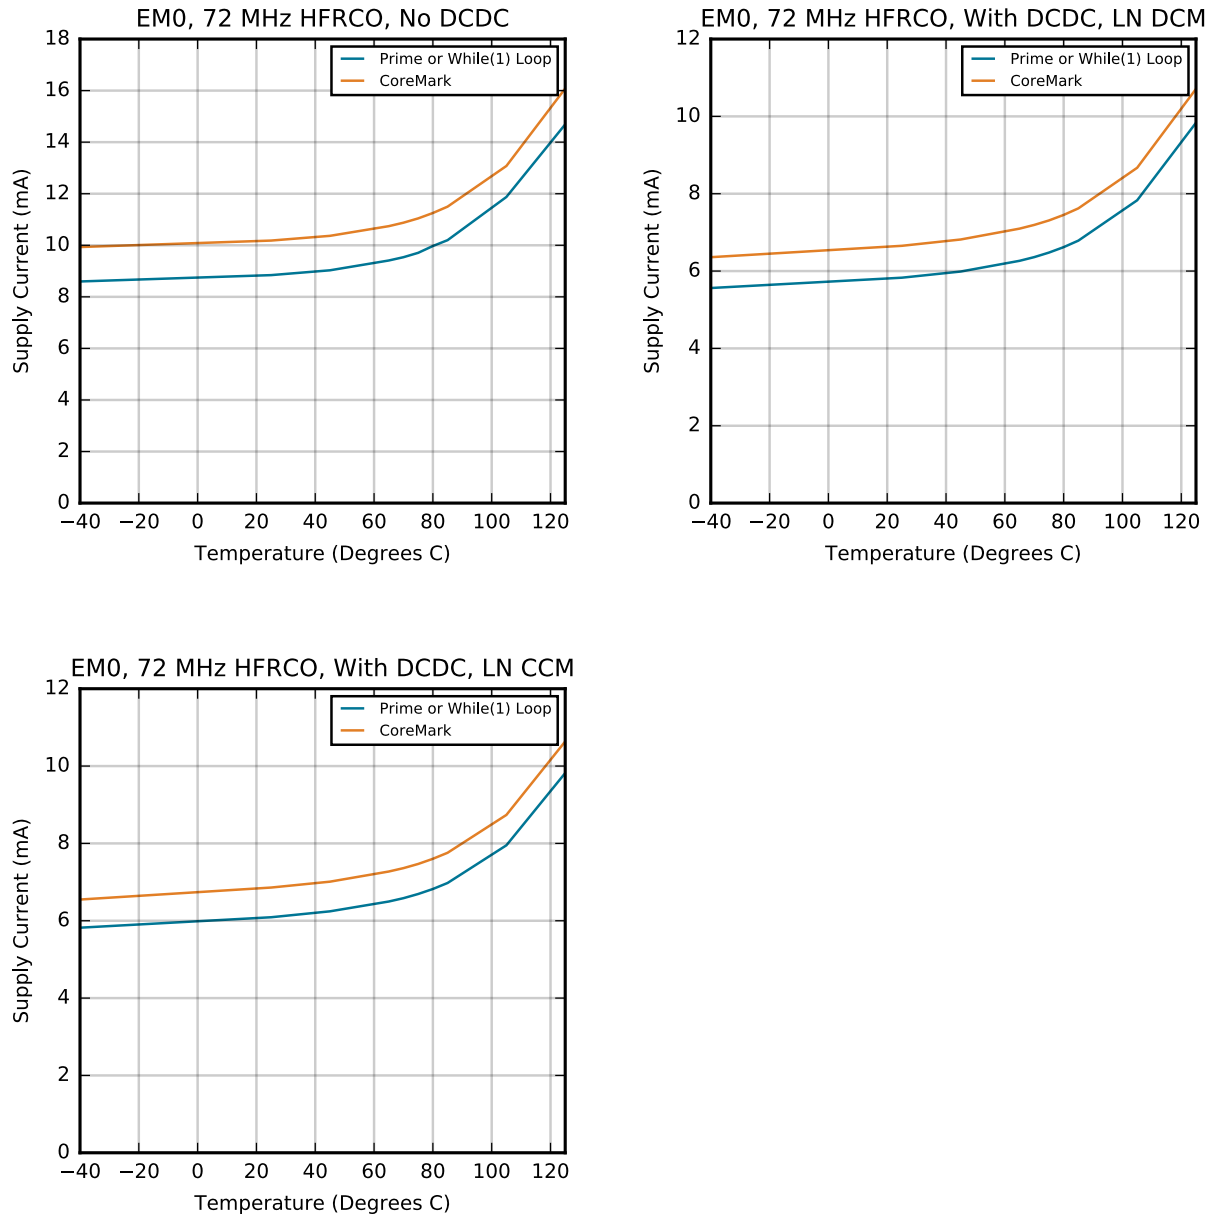 EM0, 72 MHz HFRCO, No DCDC
18
16
14
12
10
8
6
4
2
0
Supply Current (mA)
Prime or While(1) Loop
CoreMark
−40 −20 0 20 40 60 80 100 120
Temperature (Degrees C)
EM0, 72 MHz HFRCO, With DCDC, LN DCM
12
10
8
6
4
2
0
Supply Current (mA)
Prime or While(1) Loop
CoreMark
−40 −20 0 20 40 60 80 100 120
Temperature (Degrees C)
EM0, 72 MHz HFRCO, With DCDC, LN CCM
12
10
8
6
4
2
0
Supply Current (mA)
Prime or While(1) Loop
CoreMark
−40 −20 0 20 40 60 80 100 120
Temperature (Degrees C)